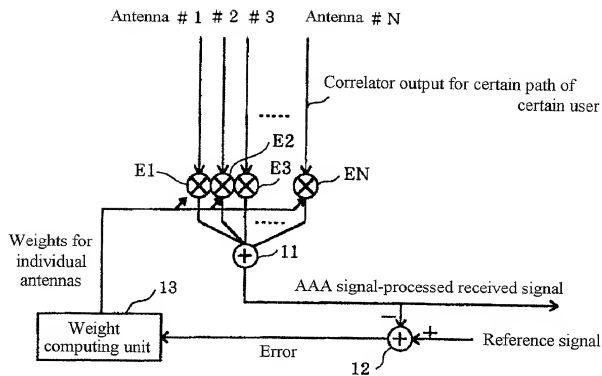 Antenna # 1 # 2 # 3 Antenna # N
Correlator output for certain path of
certain user
E1
E2
E3
EN
Weights for
individual
antennas
11
13
AAA signal-processed received signal
Weight
computing unit
Error
− +
12
Reference signal